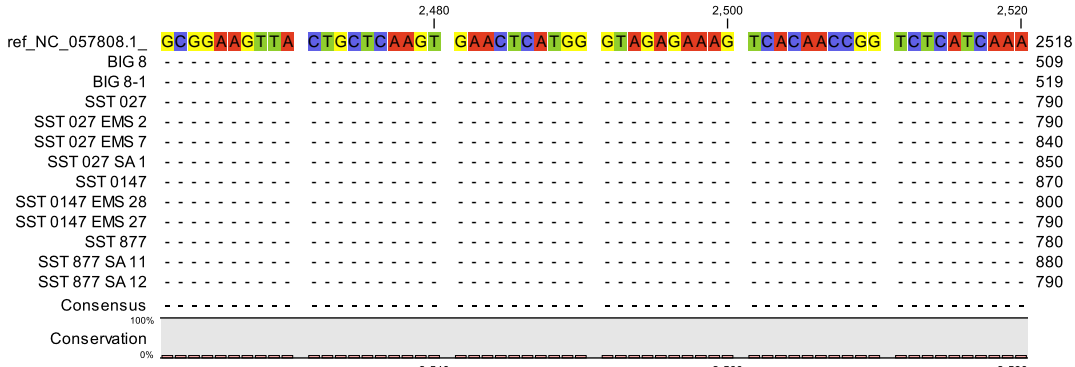 2,480 2,500 2,520
ref_NC_057808.1_ GCGGAAGTTA CTGCTCAAGT GAACTCATGG GTAGAGAAAG TCACAACCGG TCTCATCAAA 2518
BIG 8 - - - - - - - - - - - - - - - - - - - - - - - - - - - - - - - - - - - - - - - - - - - - - - - - - - - - - - - - - - - - 509
BIG 8-1 - - - - - - - - - - - - - - - - - - - - - - - - - - - - - - - - - - - - - - - - - - - - - - - - - - - - - - - - - - - - 519
SST 027 - - - - - - - - - - - - - - - - - - - - - - - - - - - - - - - - - - - - - - - - - - - - - - - - - - - - - - - - - - - - 790
SST 027 EMS 2 - - - - - - - - - - - - - - - - - - - - - - - - - - - - - - - - - - - - - - - - - - - - - - - - - - - - - - - - - - - - 790
SST 027 EMS 7 - - - - - - - - - - - - - - - - - - - - - - - - - - - - - - - - - - - - - - - - - - - - - - - - - - - - - - - - - - - - 840
SST 027 SA 1 - - - - - - - - - - - - - - - - - - - - - - - - - - - - - - - - - - - - - - - - - - - - - - - - - - - - - - - - - - - - 850
SST 0147 - - - - - - - - - - - - - - - - - - - - - - - - - - - - - - - - - - - - - - - - - - - - - - - - - - - - - - - - - - - - 870
SST 0147 EMS 28 - - - - - - - - - - - - - - - - - - - - - - - - - - - - - - - - - - - - - - - - - - - - - - - - - - - - - - - - - - - - 800
SST 0147 EMS 27 - - - - - - - - - - - - - - - - - - - - - - - - - - - - - - - - - - - - - - - - - - - - - - - - - - - - - - - - - - - - 790
SST 877 - - - - - - - - - - - - - - - - - - - - - - - - - - - - - - - - - - - - - - - - - - - - - - - - - - - - - - - - - - - - 780
SST 877 SA 11 - - - - - - - - - - - - - - - - - - - - - - - - - - - - - - - - - - - - - - - - - - - - - - - - - - - - - - - - - - - - 880
SST 877 SA 12 - - - - - - - - - - - - - - - - - - - - - - - - - - - - - - - - - - - - - - - - - - - - - - - - - - - - - - - - - - - - 790
Consensus - - - - - - - - - - - - - - - - - - - - - - - - - - - - - - - - - - - - - - - - - - - - - - - - - - - - - - - - - - - -
100%
Conservation
0%